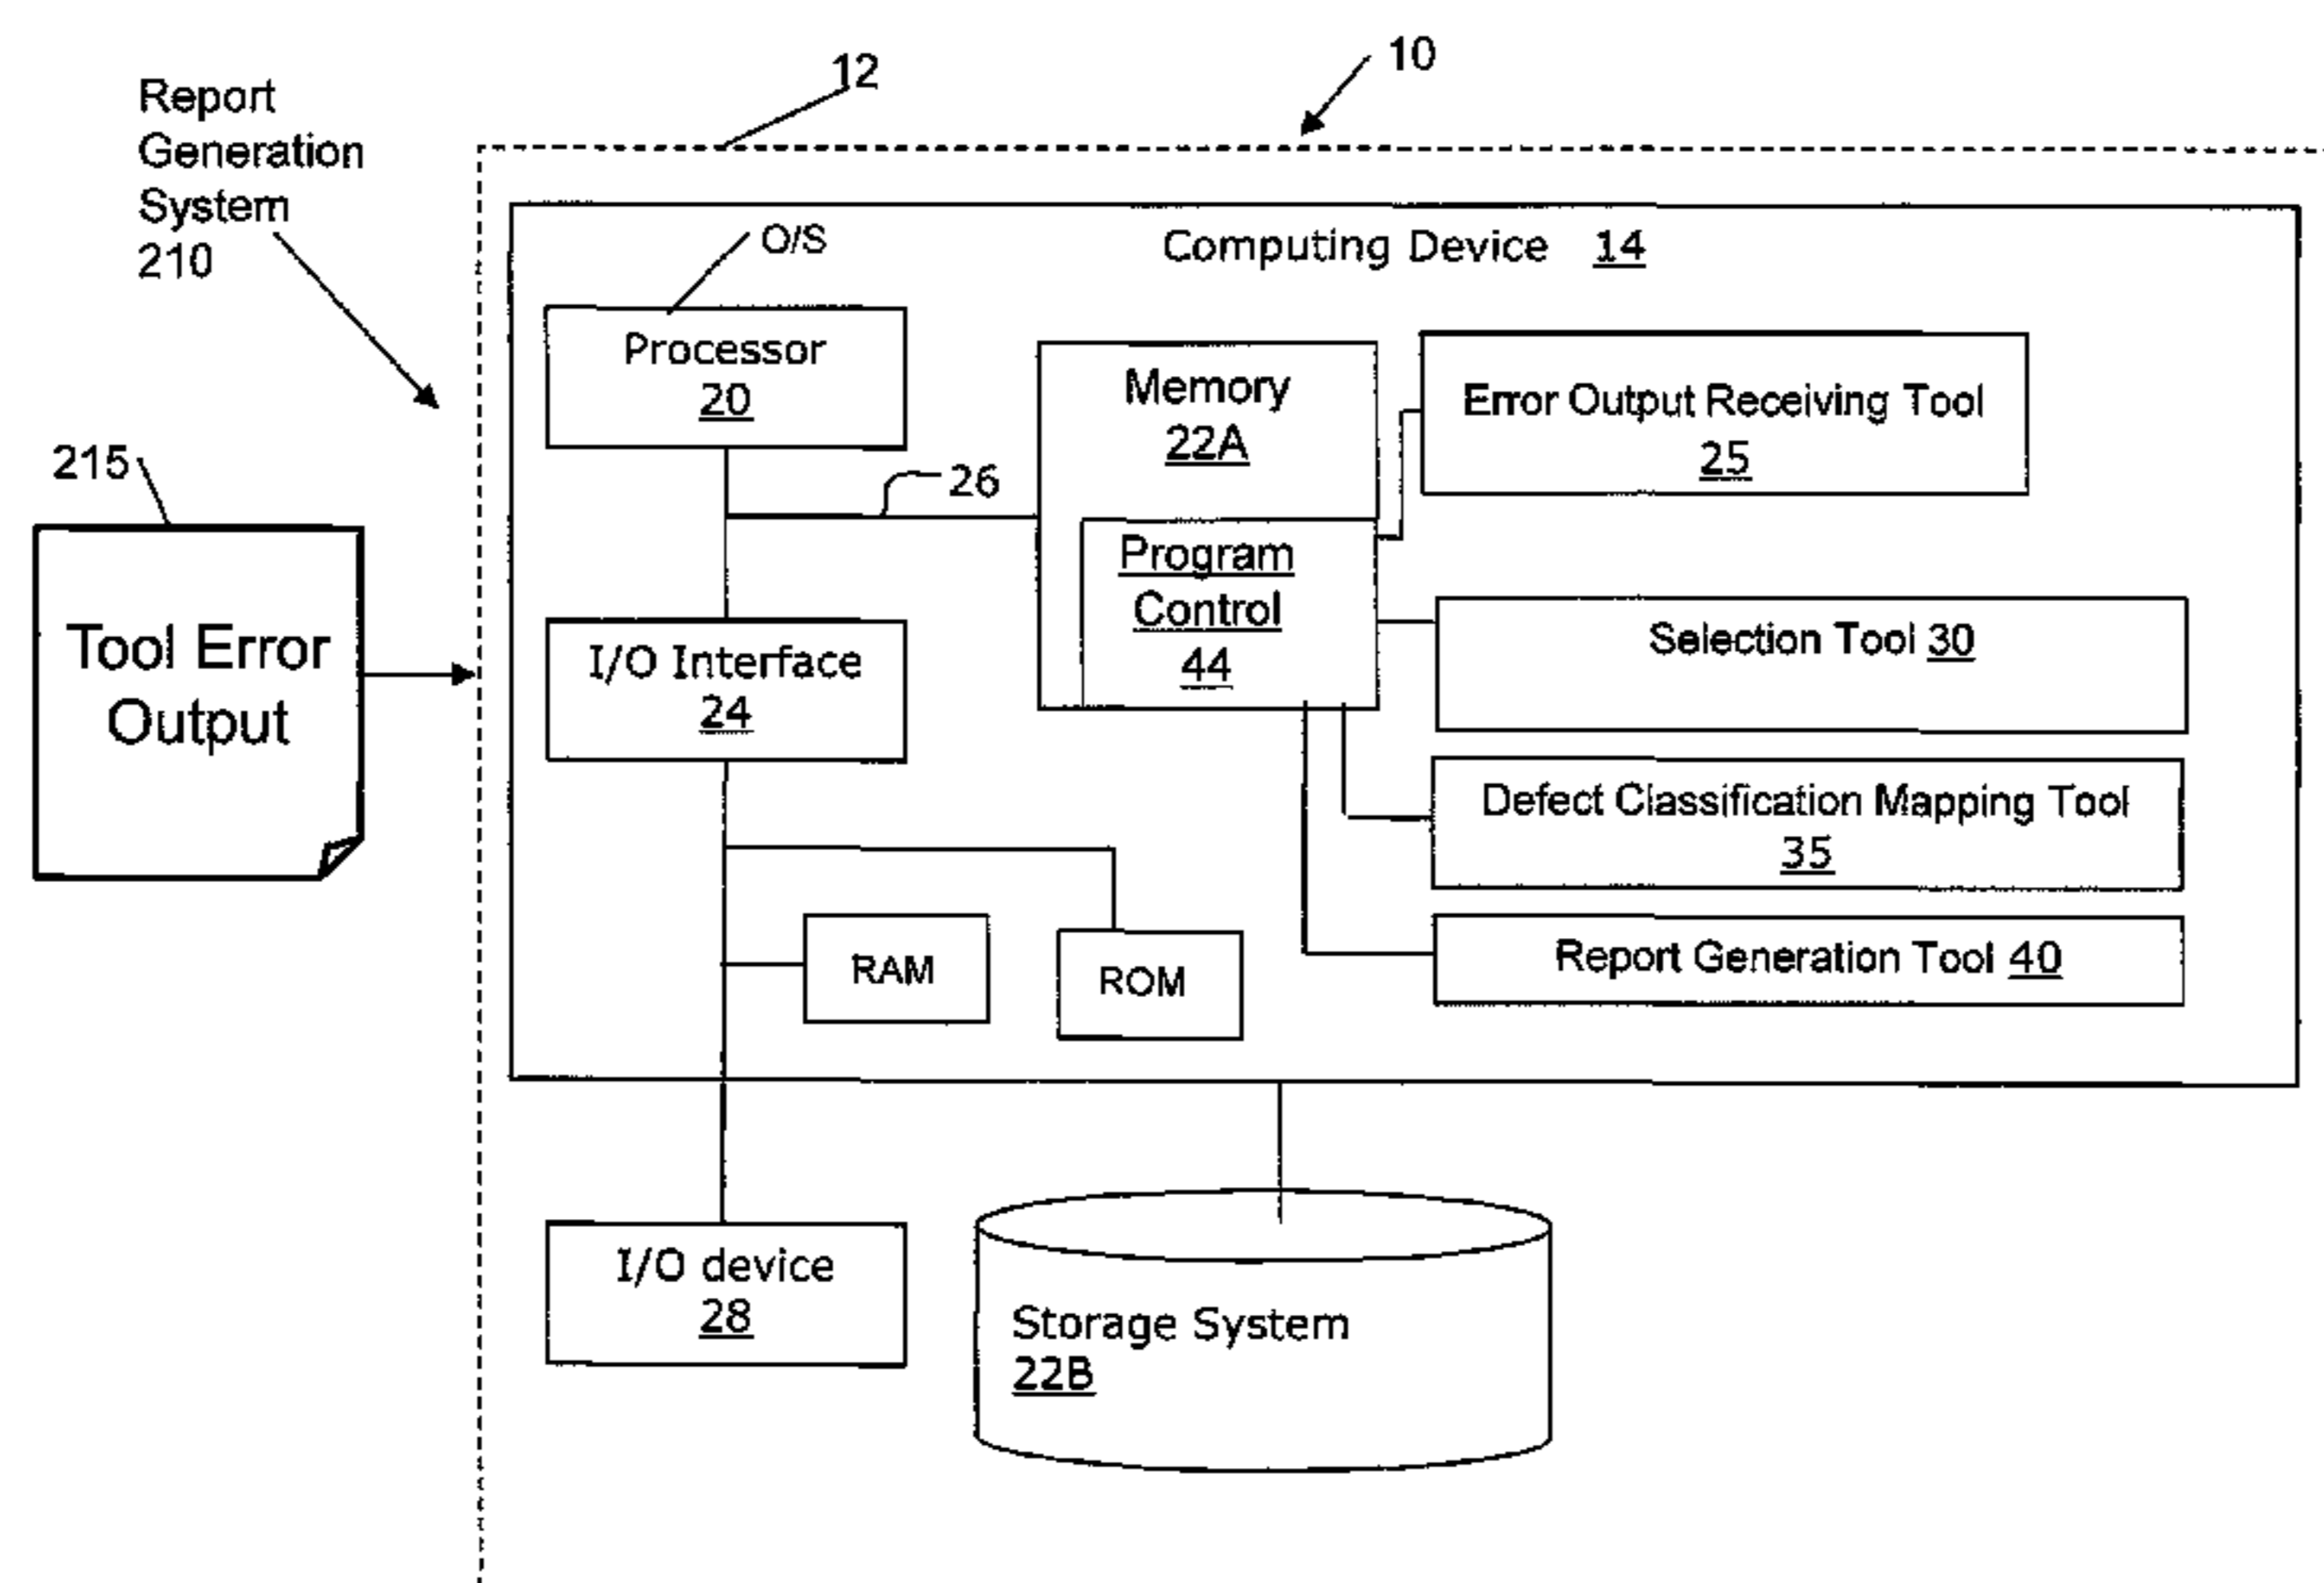 12
10
Report
Generation
System
210
O/S
Computing Device 14
Processor
20
Memory
22A
Error Output Receiving Tool
25
215
26
Program
Control
44
Tool Error
Output
I/O Interface
24
Selection Tool 30
Defect Classification Mapping Tool
35
RAM
ROM
Report Generation Tool 40
I/O device
28
Storage System
22B